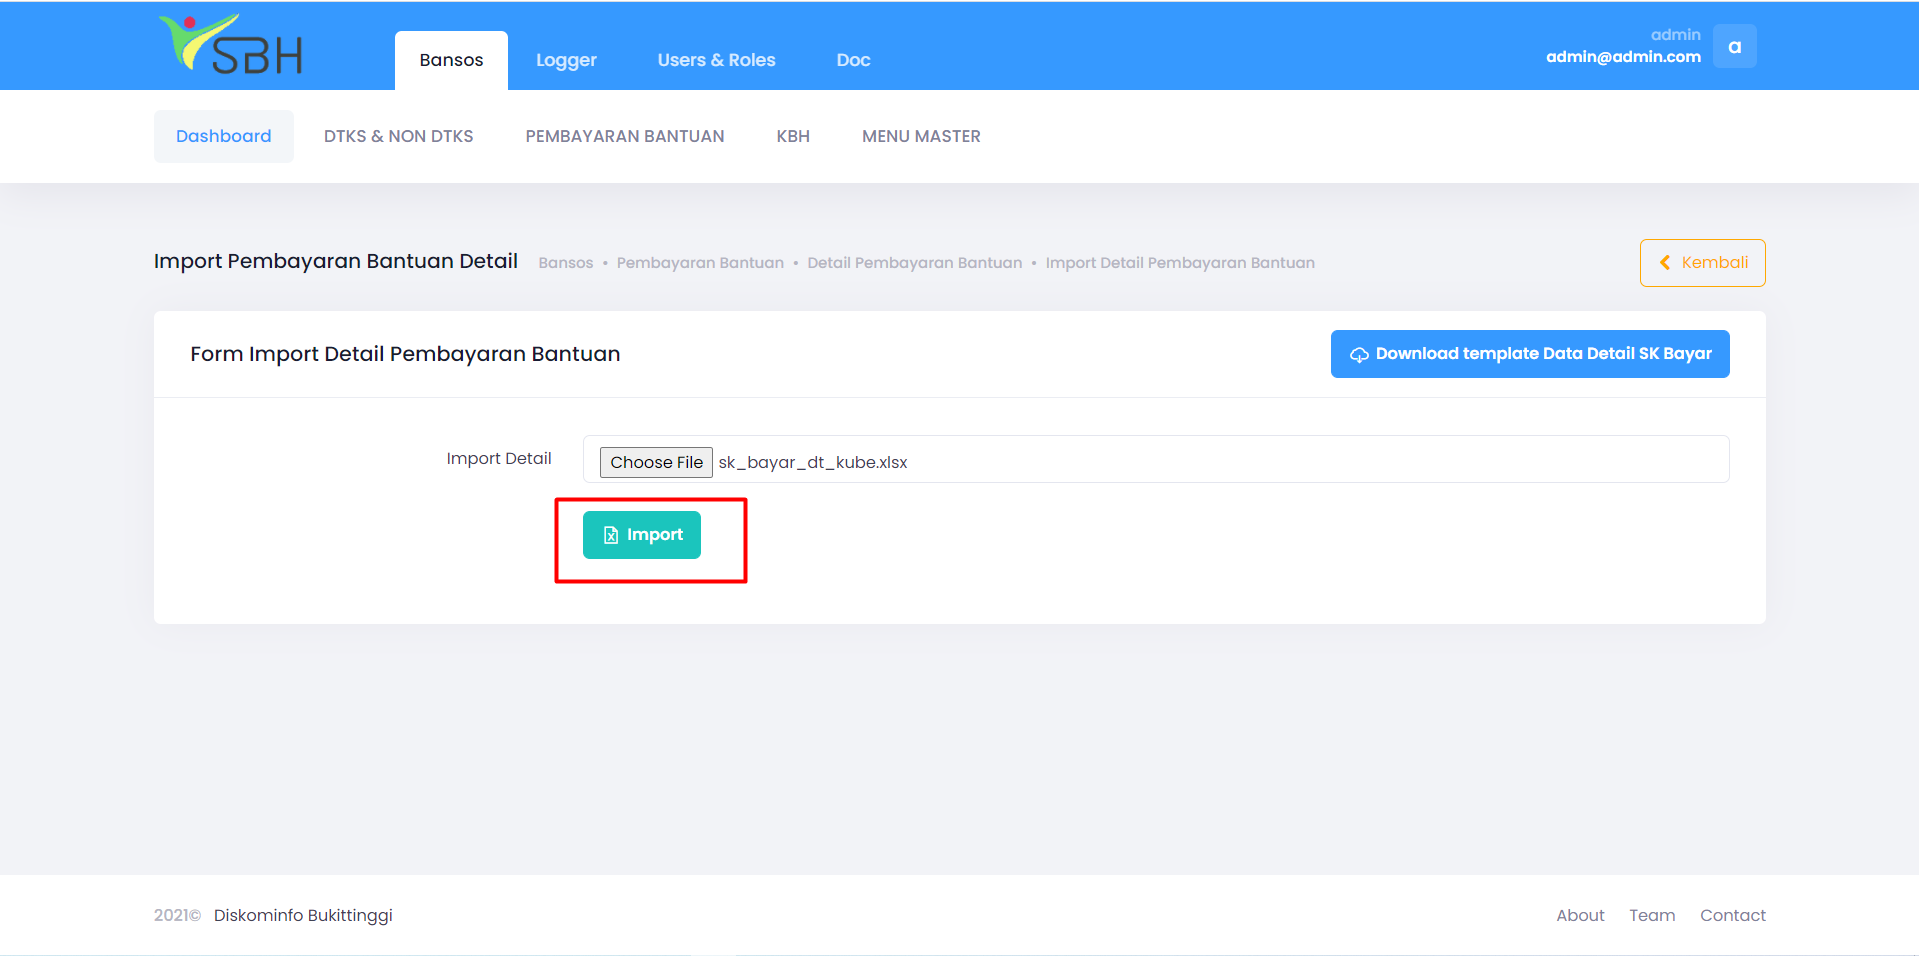 SBH
Bansos
Logger
Users & Roles
Doc
admin
admin@admin.com
a
Dashboard
DTKS & NON DTKS
PEMBAYARAN BANTUAN
KBH
MENU MASTER
Import Pembayaran Bantuan Detail
Bansos • Pembayaran Bantuan • Detail Pembayaran Bantuan • Import Detail Pembayaran Bantuan
Kembali
Form Import Detail Pembayaran Bantuan
Download template Data Detail SK Bayar
Import Detail
Choose File sk_bayar_dt_kube.xlsx
Import
2021© Diskominfo Bukittinggi
About
Team
Contact